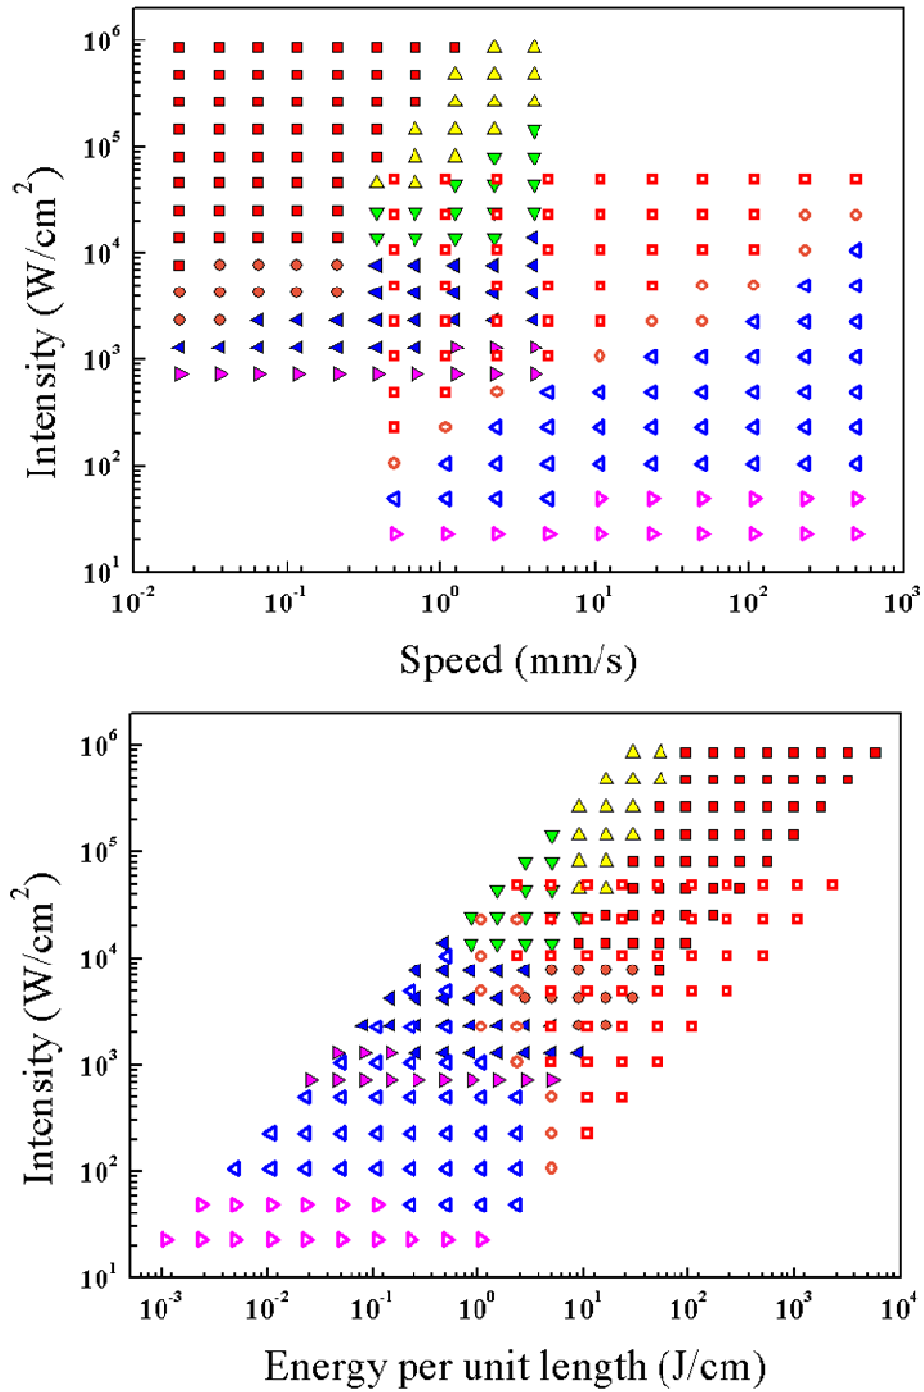 10^6
10^5
10^4
10^3
10^2
10^1
Intensity (W/cm^2)
10^-2 10^-1 10^0 10^1 10^2 10^3
Speed (mm/s)
10^6
10^5
10^4
10^3
10^2
10^1
Intensity (W/cm^2)
10^-3 10^-2 10^-1 10^0 10^1 10^2 10^3 10^4
Energy per unit length (J/cm)